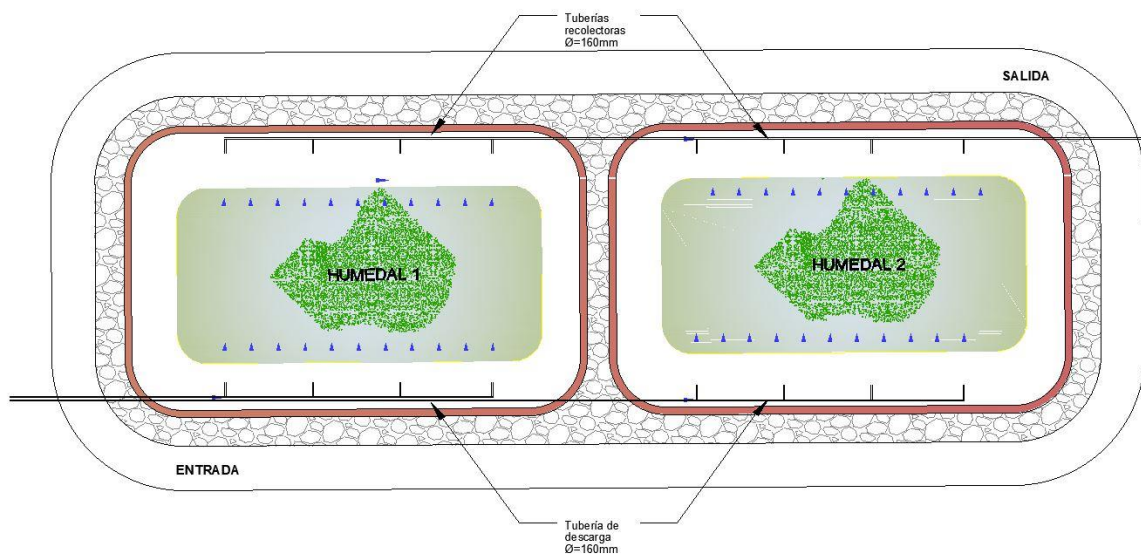 Tuberías
recolectoras
Ø=160mm
SALIDA
HUMEDAL 1
HUMEDAL 2
ENTRADA
Tubería de
descarga
Ø=160mm